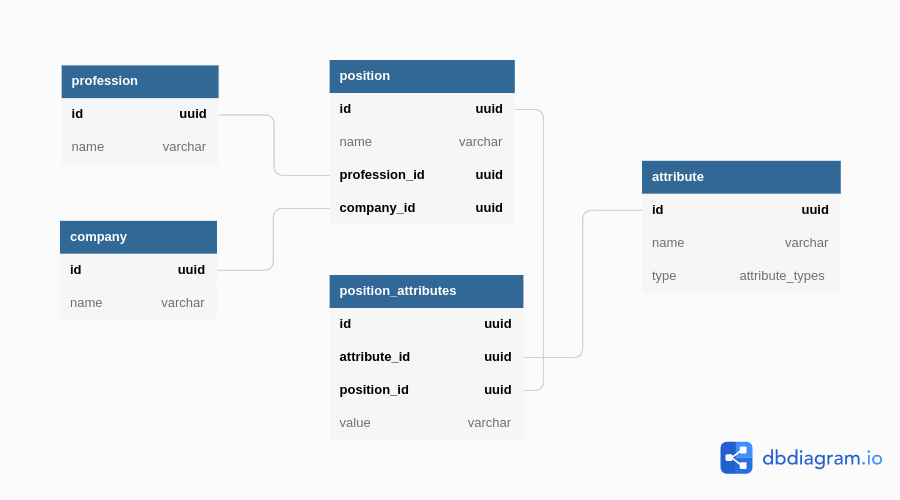 profession
id uuid
name varchar
company
id uuid
name varchar
position
id uuid
name varchar
profession_id uuid
company_id uuid
position_attributes
id uuid
attribute_id uuid
position_id uuid
value varchar
attribute
id uuid
name varchar
type attribute_types
dbdiagram.io